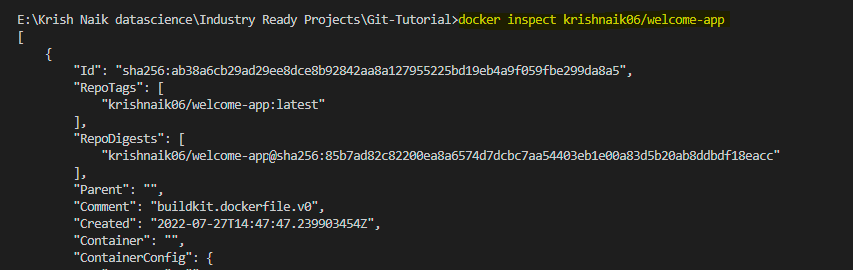 E:\Krish Naik datascience\Industry Ready Projects\Git-Tutorial>docker inspect krishnaik06/welcome-app
[
    {
        "Id": "sha256:ab38a6cb29ad29ee8dce8b92842aa8a127955225bd19eb4a9f059fbe299da8a5",
        "RepoTags": [
            "krishnaik06/welcome-app:latest"
        ],
        "RepoDigests": [
            "krishnaik06/welcome-app@sha256:85b7ad82c82200ea8a6574d7dcbc7aa54403eb1e00a83d5b20ab8ddbdf18eacc"
        ],
        "Parent": "",
        "Comment": "buildkit.dockerfile.v0",
        "Created": "2022-07-27T14:47:47.239903454Z",
        "Container": "",
        "ContainerConfig": {